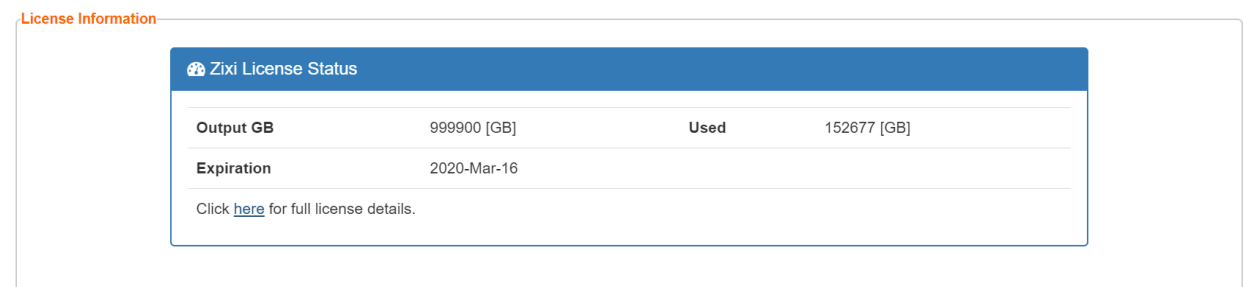 License Information
Zixi License Status
Output GB 999900 [GB] Used 152677 [GB]
Expiration 2020-Mar-16
Click here for full license details.